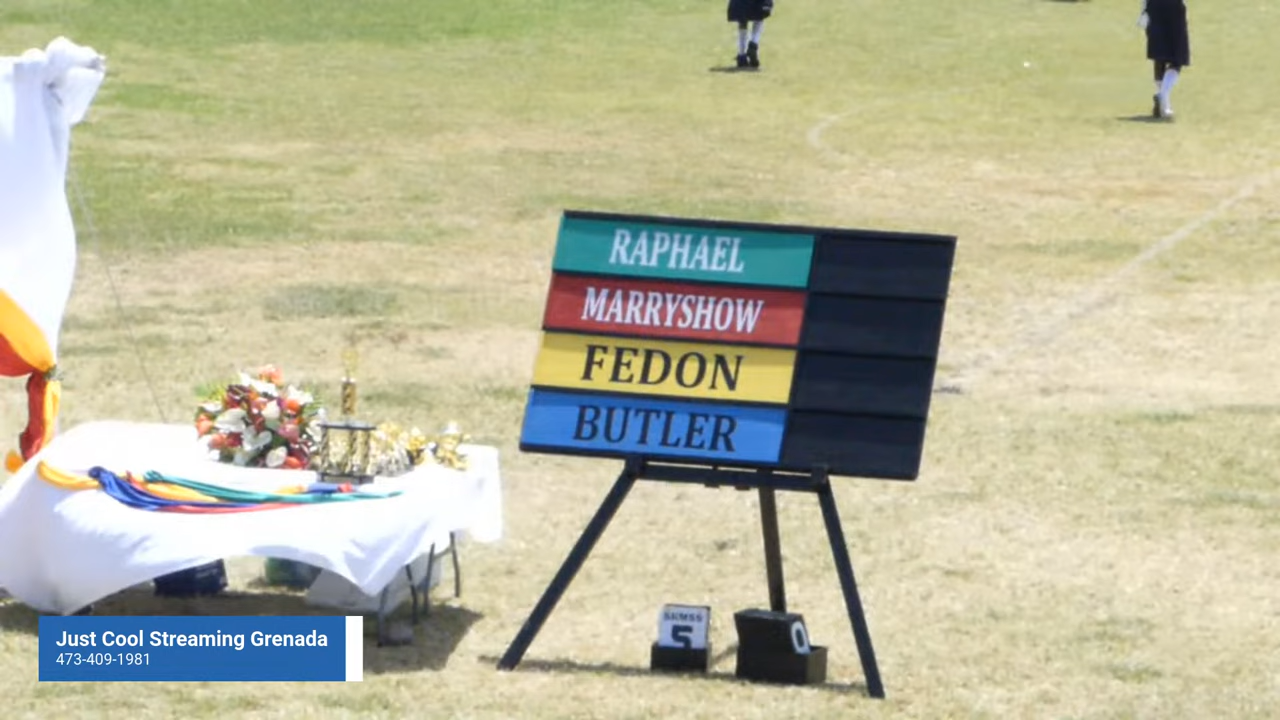 RAPHAEL
MARRYSHOW
FEDON
BUTLER
5
0
Just Cool Streaming Grenada
473-409-1981